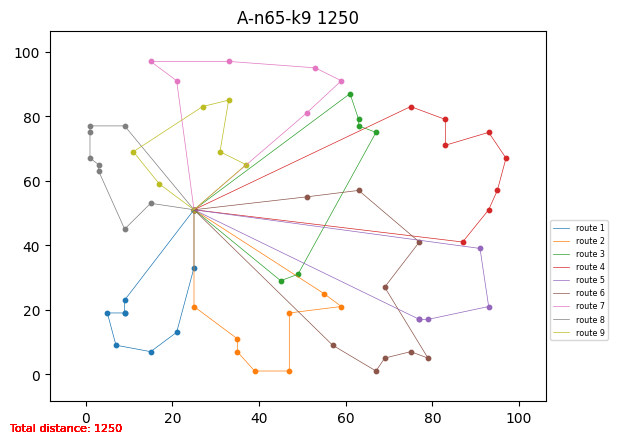 A-n65-k9 1250
100
80
60
40
20
0
0 20 40 60 80 100
route 1
route 2
route 3
route 4
route 5
route 6
route 7
route 8
route 9
Total distance: 1250